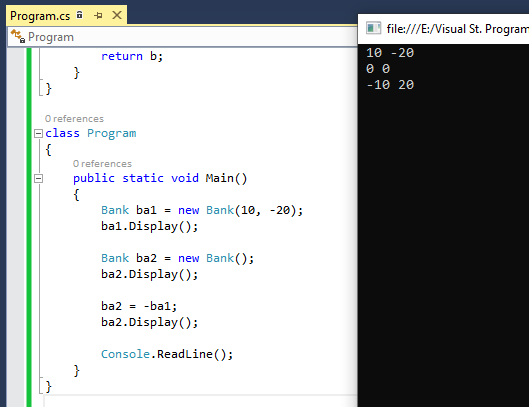 Program.cs
Program
return b;
}
}
0 references
class Program
{
0 references
public static void Main()
{
Bank ba1 = new Bank(10, -20);
ba1.Display();
Bank ba2 = new Bank();
ba2.Display();
ba2 = -ba1;
ba2.Display();
Console.ReadLine();
}
}
file:///E:/Visual St. Program
10 -20
0 0
-10 20